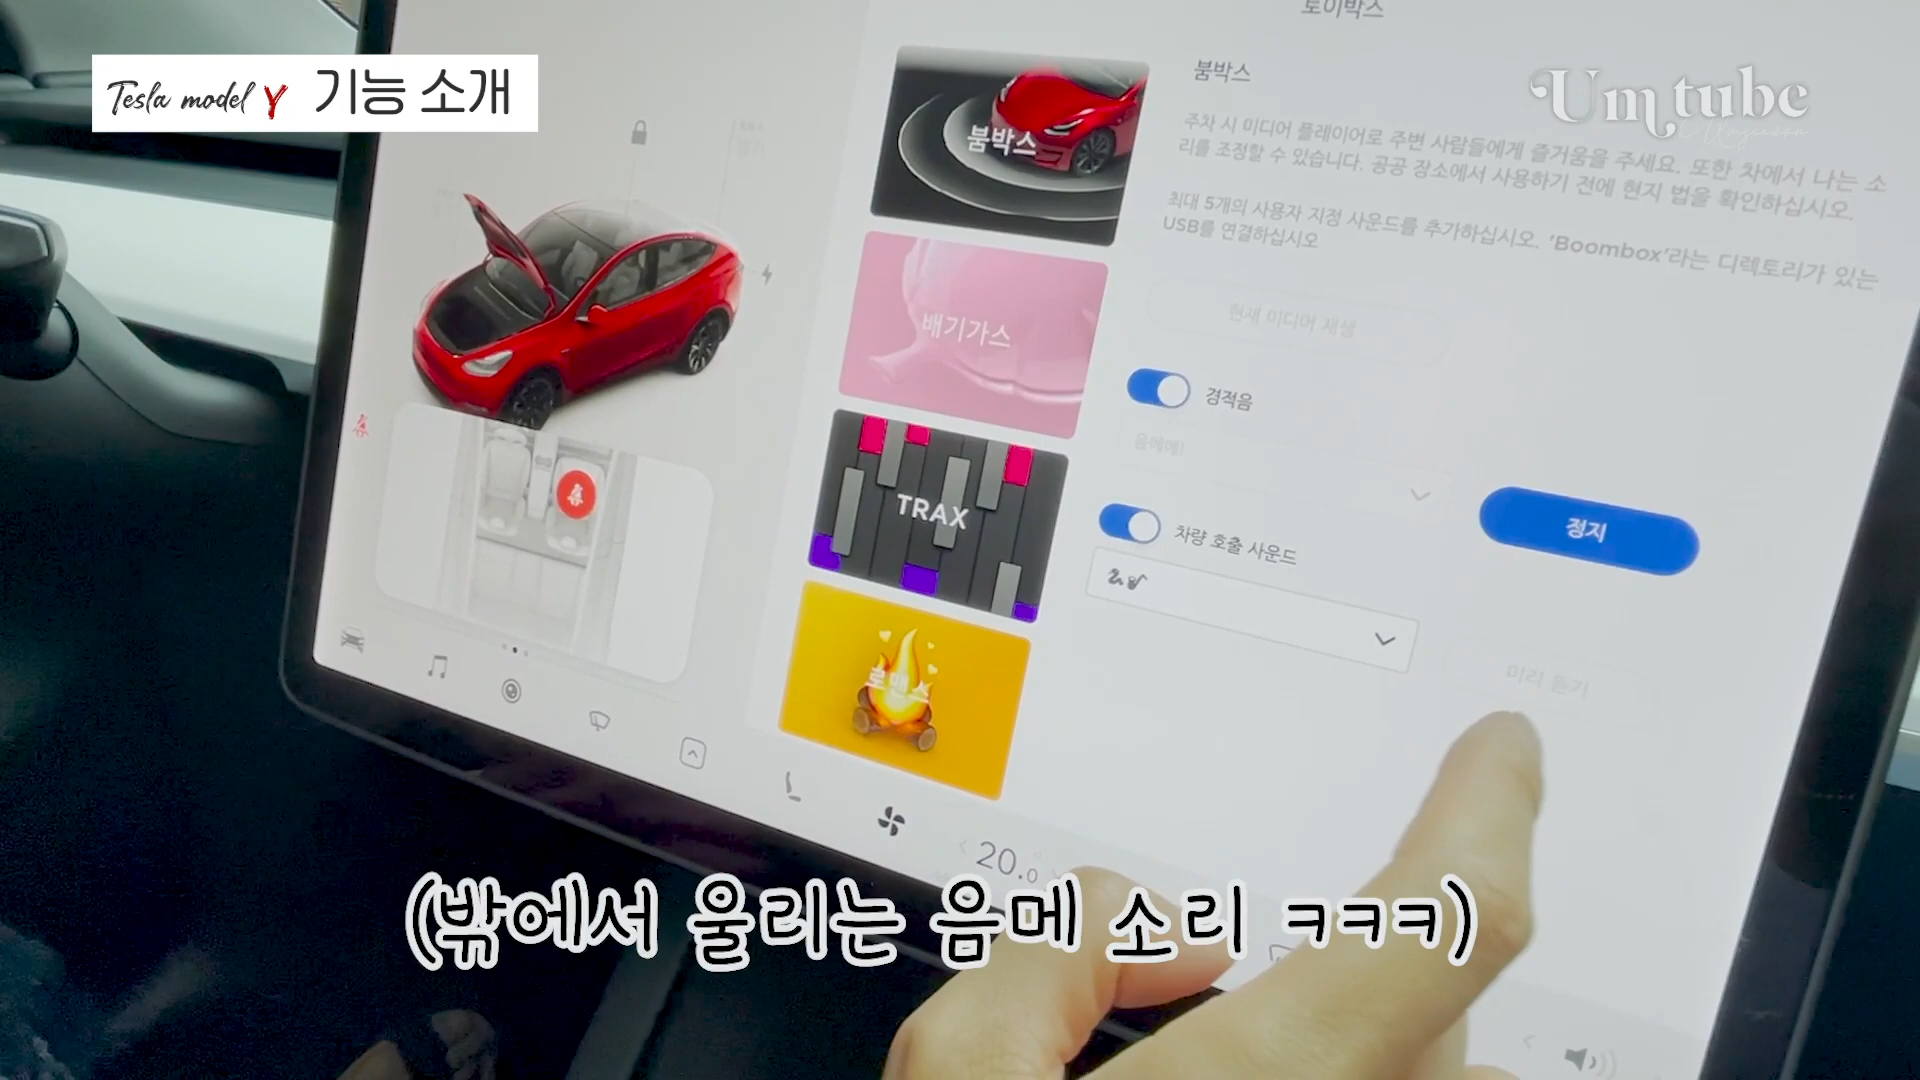 Tesla model Y 기능 소개
Um tube
토이박스
붐박스
주차 시 미디어 플레이어로 주변 사람들에게 즐거움을 주세요. 또한 차에서 나는 소
리를 조정할 수 있습니다. 공공 장소에서 사용하기 전에 현지 법을 확인하십시오.
최대 5개의 사용자 지정 사운드를 추가하십시오. 'Boombox'라는 디렉토리가 있는
USB를 연결하십시오
현재 미디어 재생
경적음
음메메!
정지
차량 호출 사운드
미리 듣기
붐박스
배기가스
TRAX
로맨스
20.0
(밖에서 울리는 음메 소리 ㅋㅋㅋ)